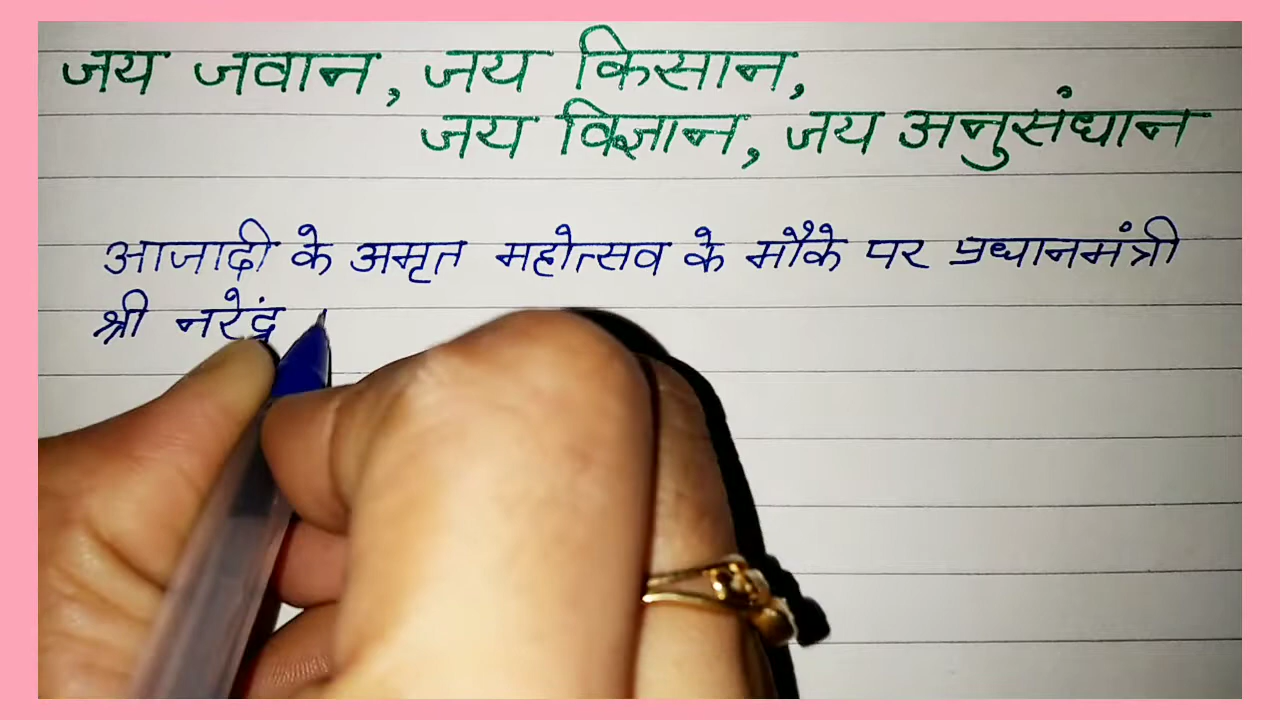 जय जवान, जय किसान,
जय विज्ञान, जय अनुसंधान
आजादी के अमृत महोत्सव के मौके पर प्रधानमंत्री
श्री नरेंद्र